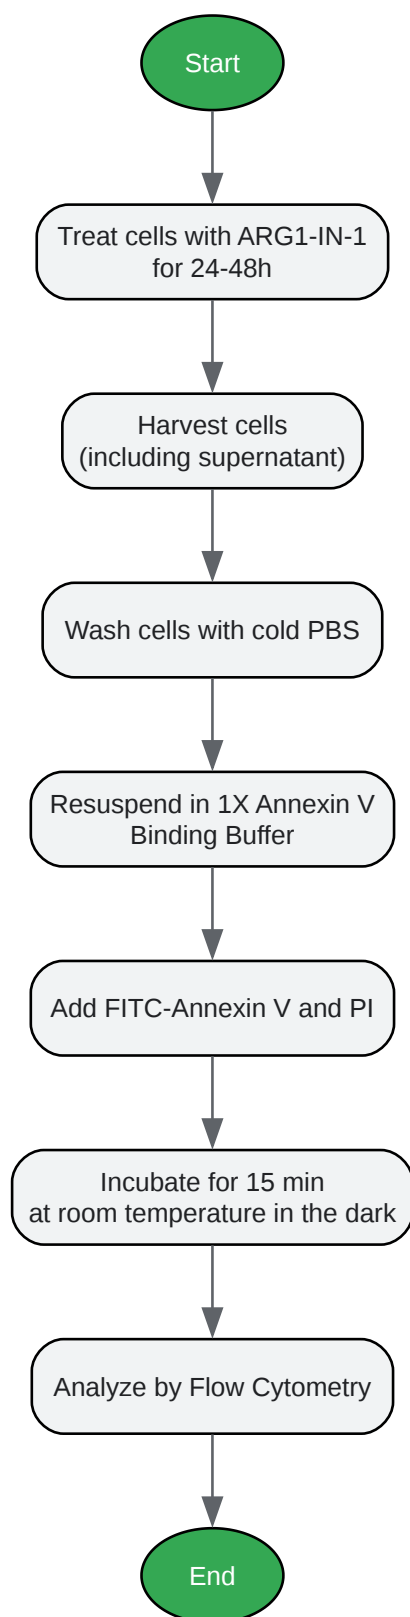 Start
Treat cells with ARG1-IN-1
for 24-48h
Harvest cells
(including supernatant)
Wash cells with cold PBS
Resuspend in 1X Annexin V
Binding Buffer
Add FITC-Annexin V and PI
Incubate for 15 min
at room temperature in the dark
Analyze by Flow Cytometry
End